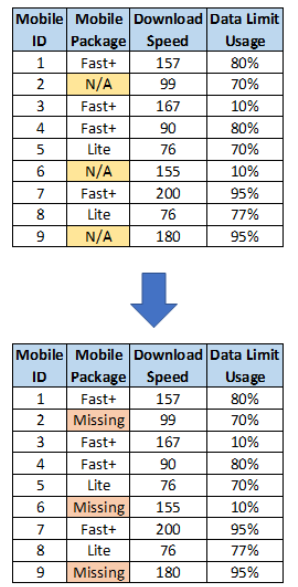 Mobile ID Mobile Package Download Speed Data Limit Usage
1 Fast+ 157 80%
2 N/A 99 70%
3 Fast+ 167 10%
4 Fast+ 90 80%
5 Lite 76 70%
6 N/A 155 10%
7 Fast+ 200 95%
8 Lite 76 77%
9 N/A 180 95%
Mobile ID Mobile Package Download Speed Data Limit Usage
1 Fast+ 157 80%
2 Missing 99 70%
3 Fast+ 167 10%
4 Fast+ 90 80%
5 Lite 76 70%
6 Missing 155 10%
7 Fast+ 200 95%
8 Lite 76 77%
9 Missing 180 95%